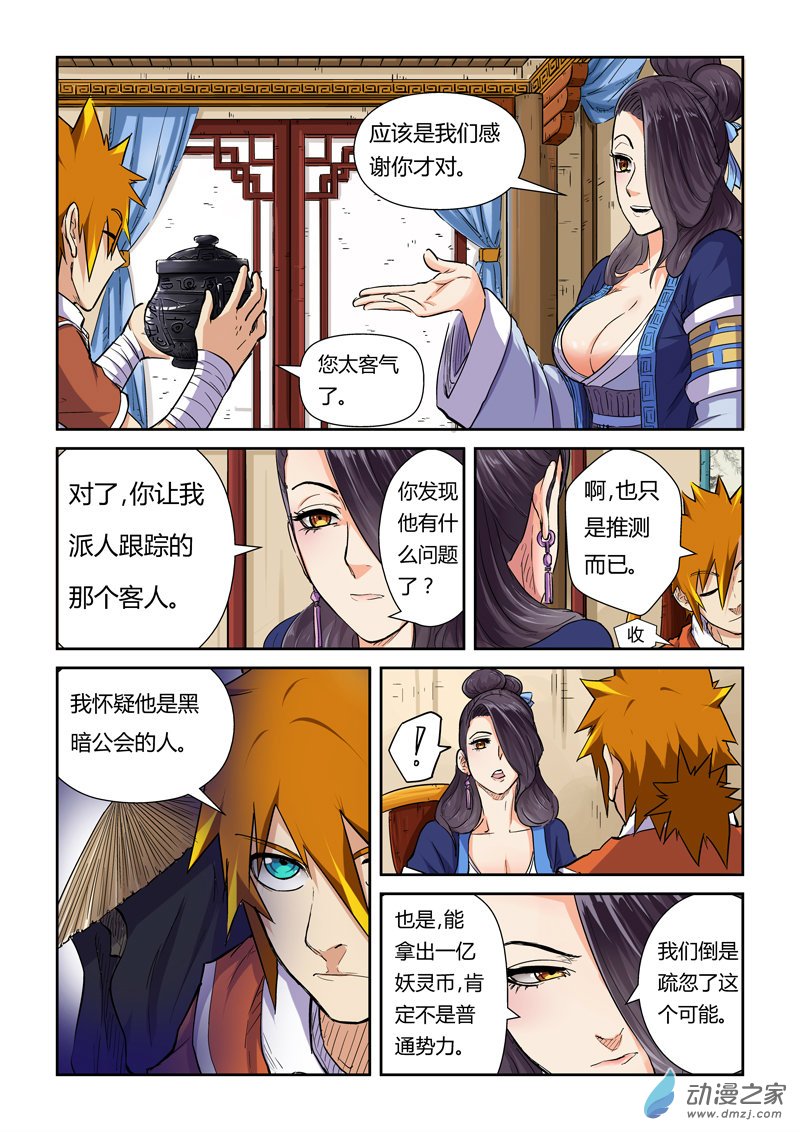 应该是我们感
谢你才对。
您太客气
了。
对了，你让我
派人跟踪的
那个客人。
你发现
他有什
么问题
了？
啊，也只
是推测
而已。
收
我怀疑他是黑
暗公会的人。
！
也是，能
拿出一亿
妖灵币，肯
定不是普
通势力。
我们倒是
疏忽了这
个可能。
动漫之家
www.dmzj.com